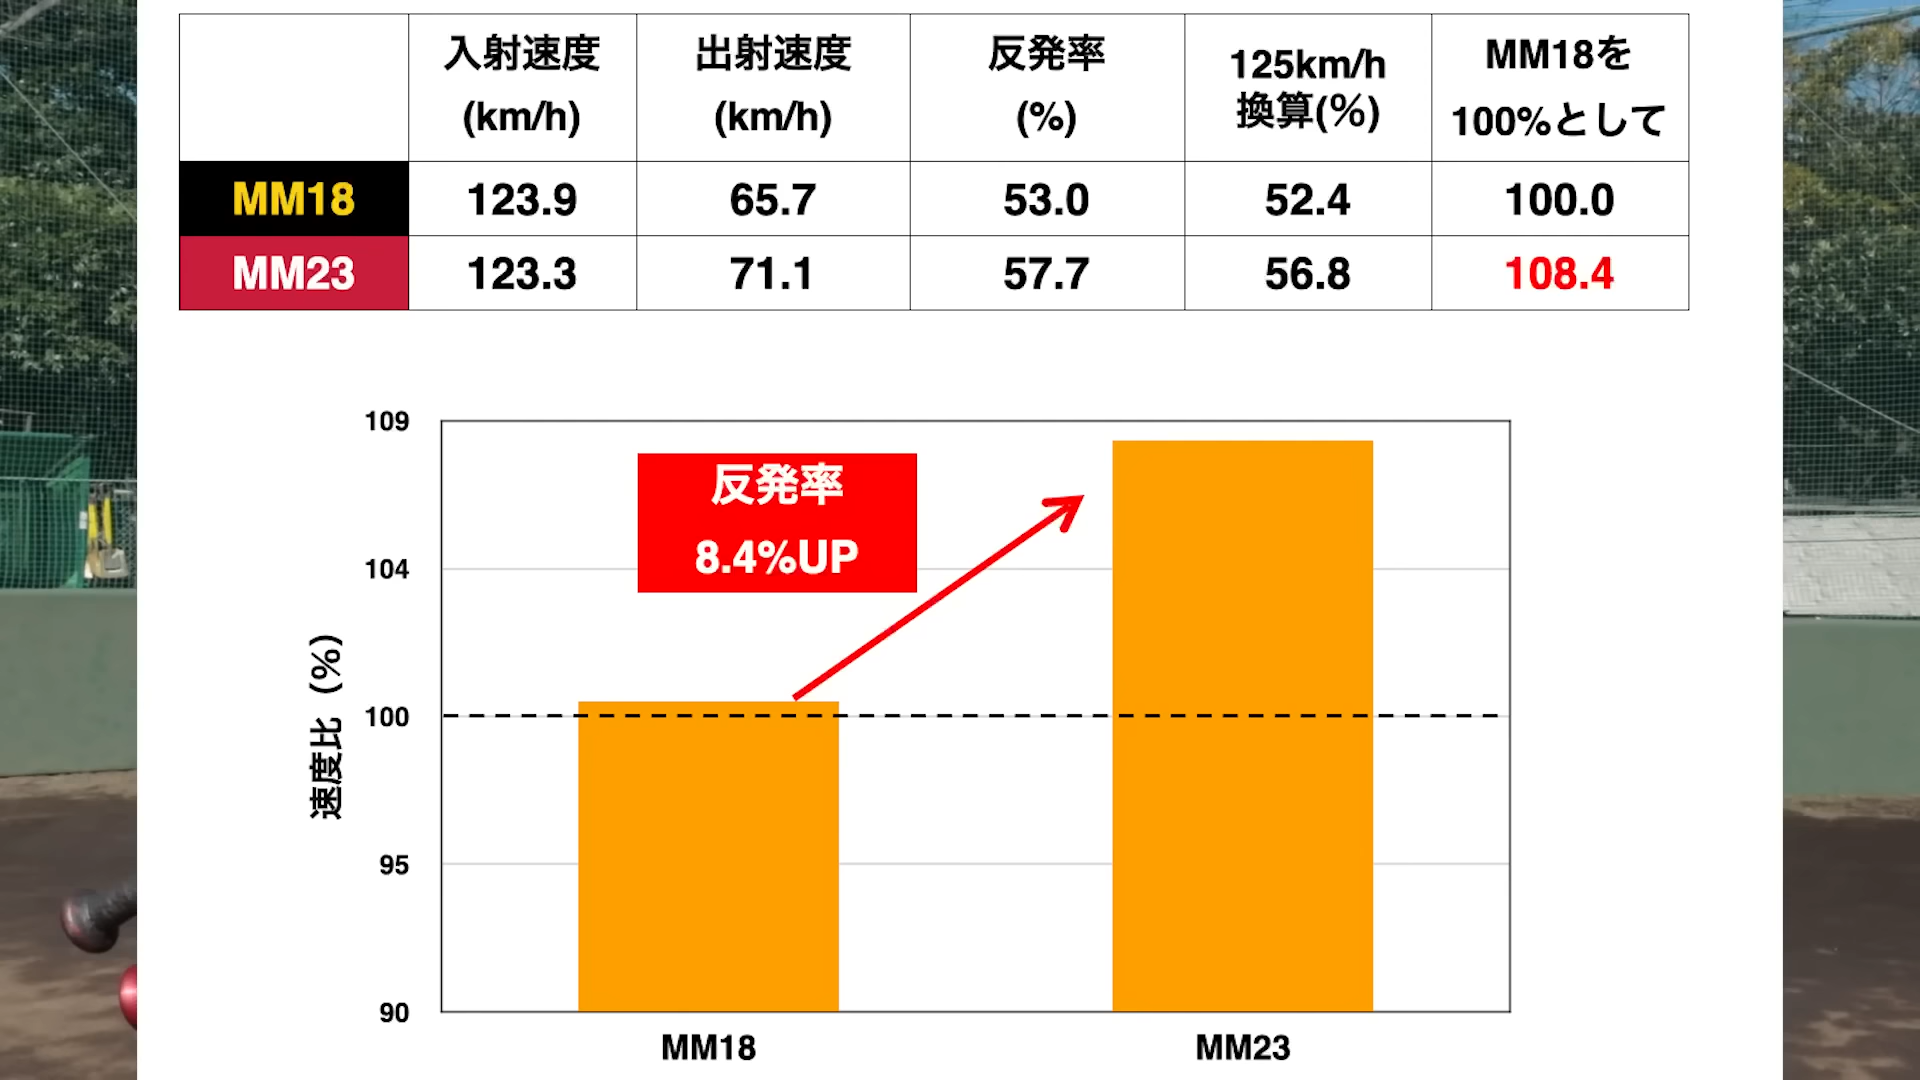 入射速度
(km/h)
出射速度
(km/h)
反発率
(%)
125km/h
換算(%)
MM18を
100%として
MM18 123.9 65.7 53.0 52.4 100.0
MM23 123.3 71.1 57.7 56.8 108.4
反発率
8.4%UP
速度比 (%)
109
104
100
95
90
MM18 MM23